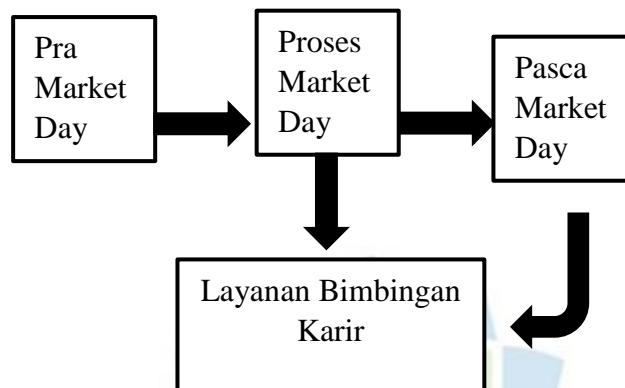 Pra
Market
Day
Proses
Market
Day
Pasca
Market
Day
Layanan Bimbingan
Karir